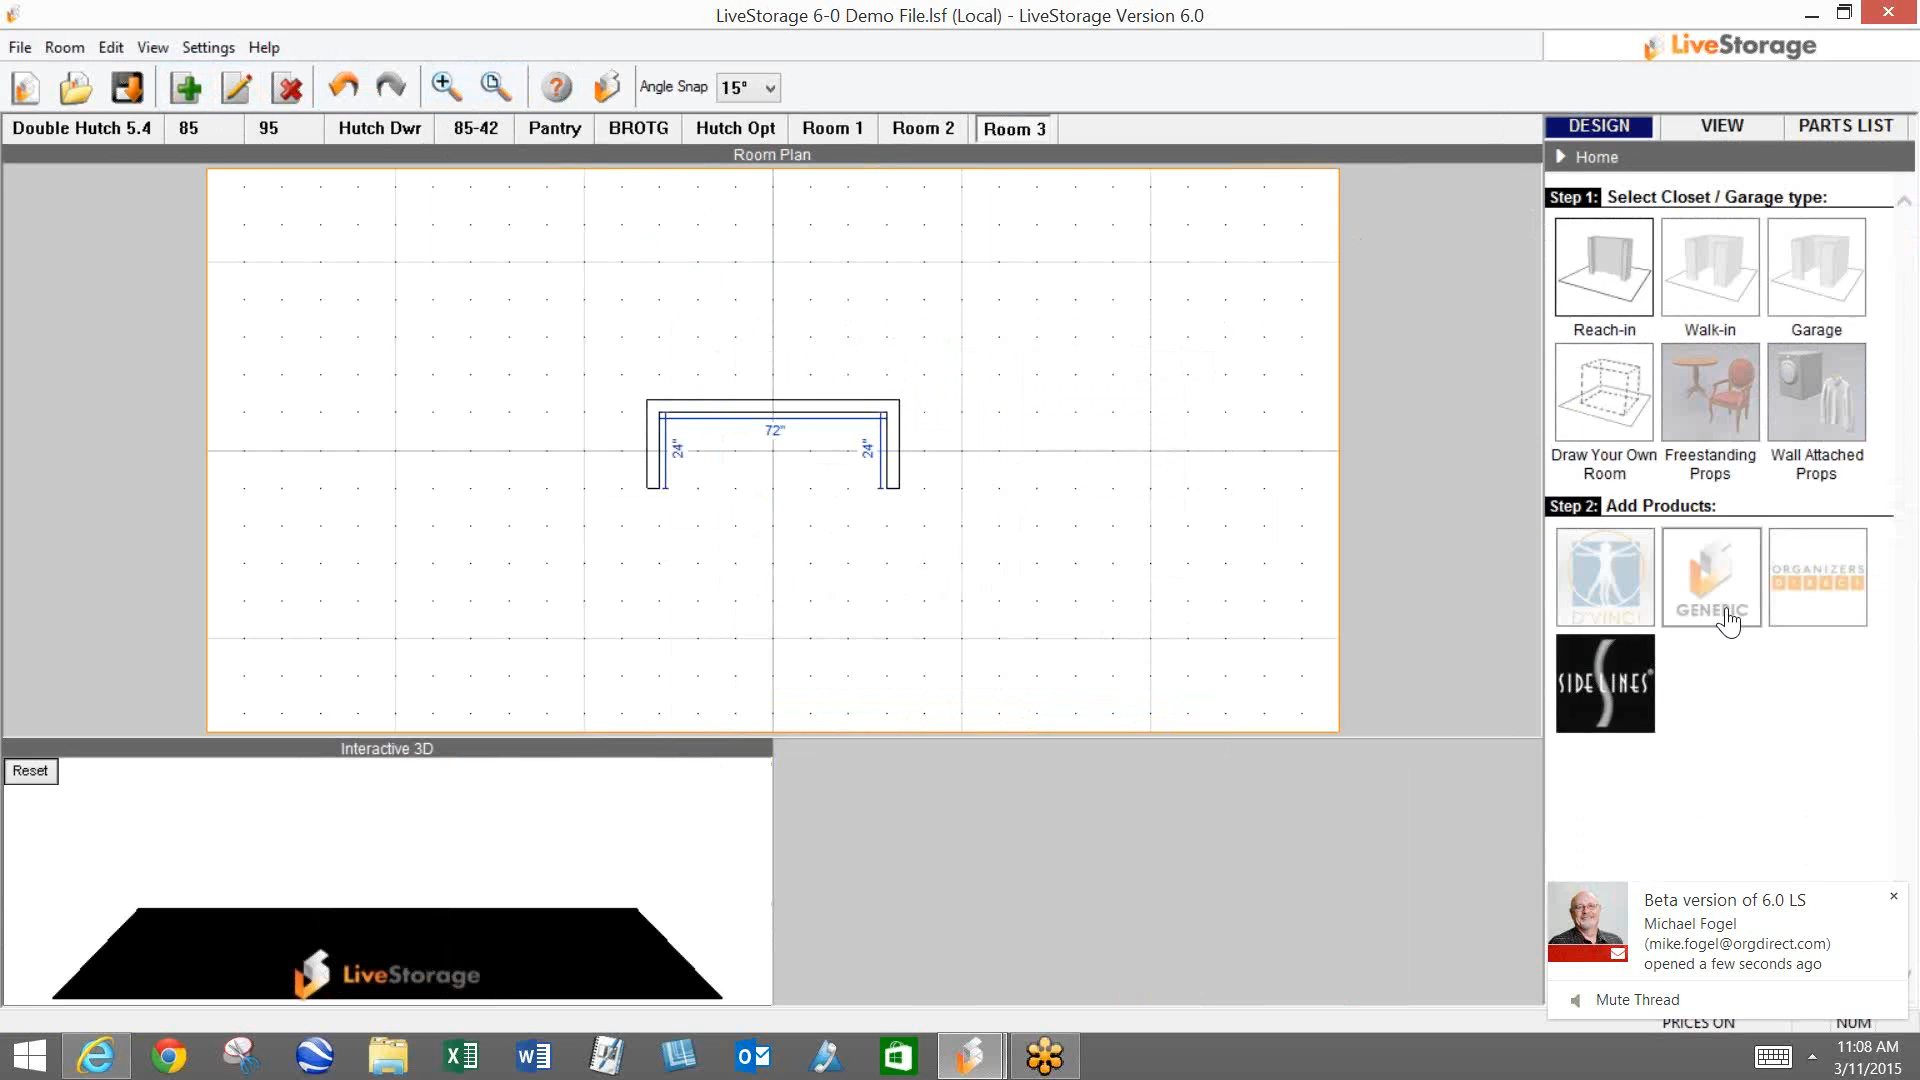 LiveStorage 6-0 Demo File.lsf (Local) - LiveStorage Version 6.0
File Room Edit View Settings Help
LiveStorage
Angle Snap 15°
Double Hutch 5.4 85 95 Hutch Dwr 85-42 Pantry BROTG Hutch Opt Room 1 Room 2 Room 3
DESIGN VIEW PARTS LIST
Room Plan
Home
Step 1: Select Closet / Garage type:
Reach-in Walk-in Garage
Draw Your Own Room
Freestanding Props
Wall Attached Props
72"
24" 24"
Step 2: Add Products:
D'VINCI
GENERIC
ORGANIZERS
DIRECT
SIDELINES®
Interactive 3D
Reset
LiveStorage
Beta version of 6.0 LS
Michael Fogel
(mike.fogel@orgdirect.com)
opened a few seconds ago
Mute Thread
PRICES ON NUM
11:08 AM
3/11/2015